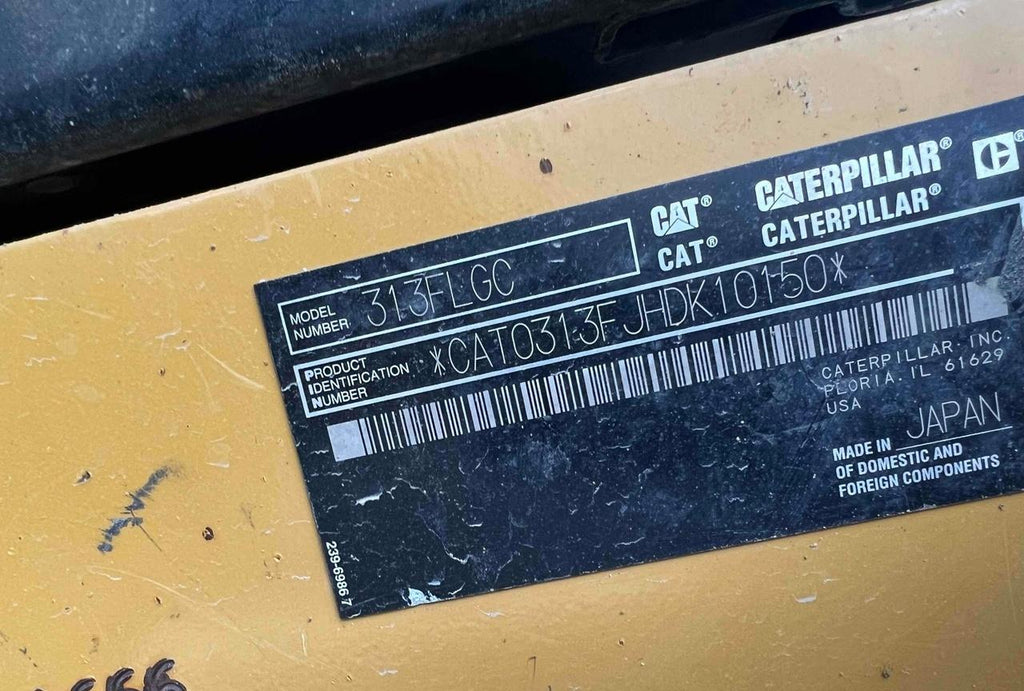 CAT® CATERPILLAR®
CAT® CATERPILLAR®
MODEL NUMBER 313FLGC
PRODUCT IDENTIFICATION NUMBER *CAT0313FJHDK10150*
CATERPILLAR INC.
PLORIA. IL 61629
USA
MADE IN JAPAN
OF DOMESTIC AND
FOREIGN COMPONENTS
239-6986 7